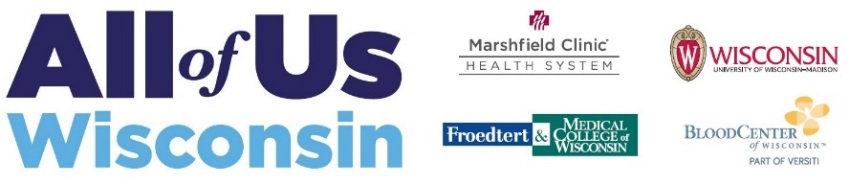 All of Us
Wisconsin
Marshfield Clinic®
HEALTH SYSTEM
W WISCONSIN
UNIVERSITY OF WISCONSIN–MADISON
Froedtert & MEDICAL
COLLEGE of
WISCONSIN
BLOODCENTER
of WISCONSIN™
PART OF VERSITI